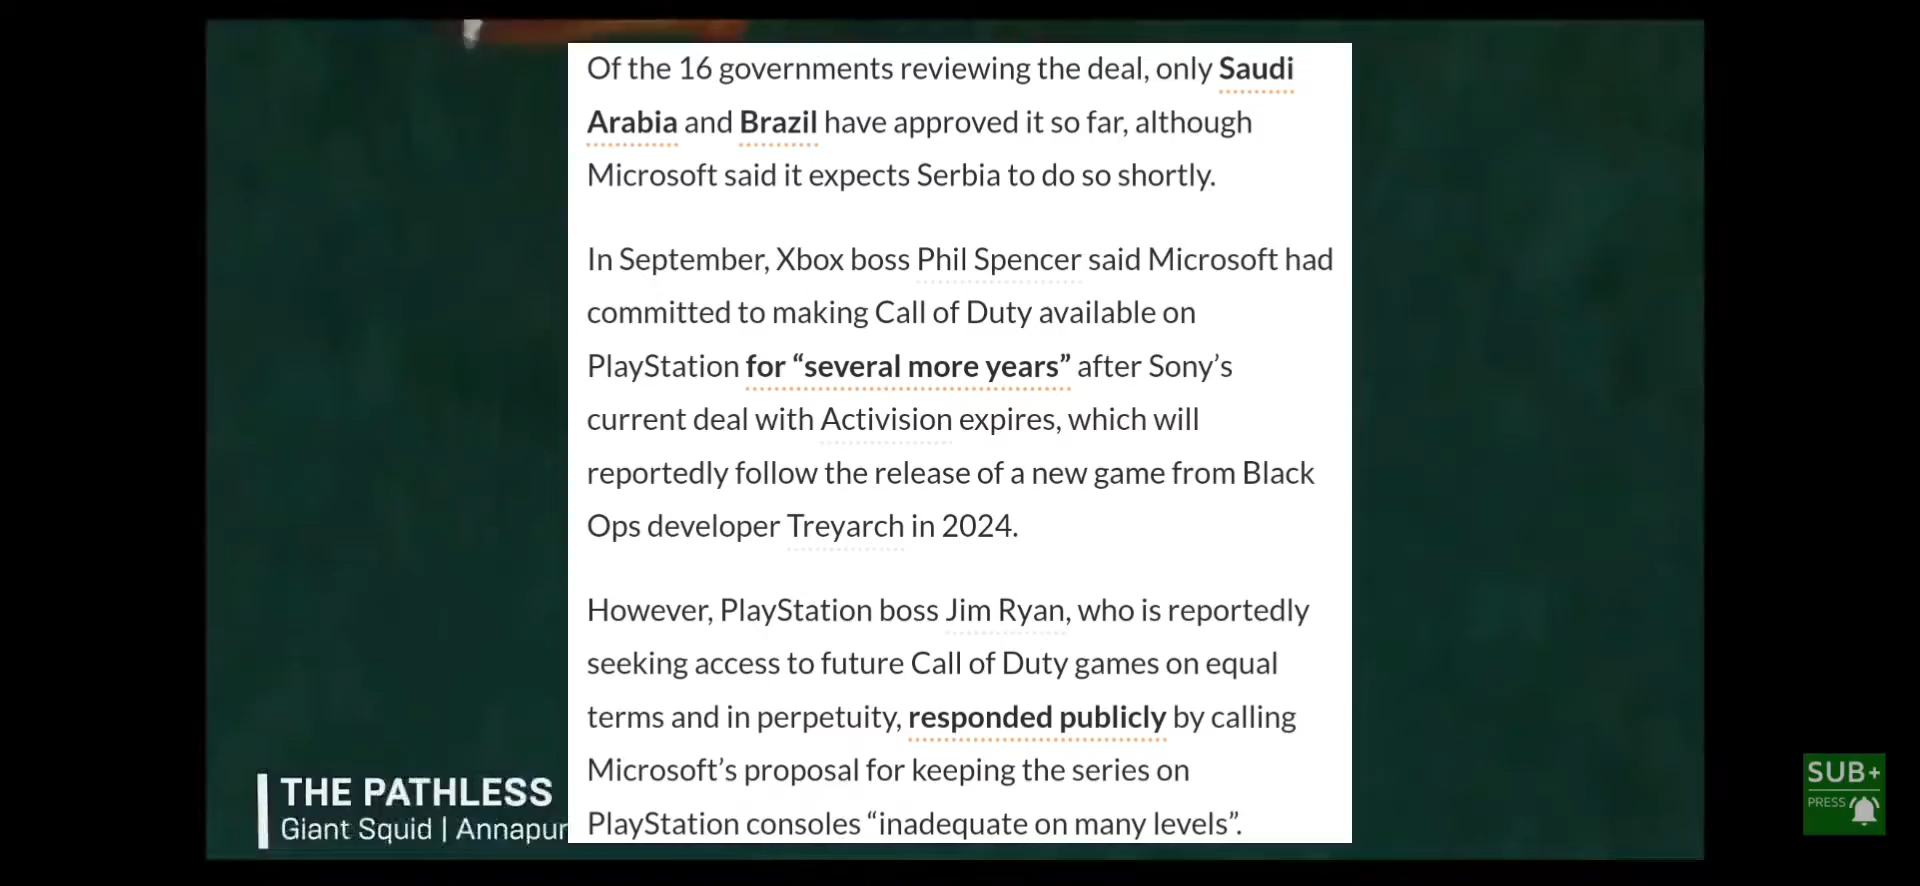 Of the 16 governments reviewing the deal, only Saudi
Arabia and Brazil have approved it so far, although
Microsoft said it expects Serbia to do so shortly.
In September, Xbox boss Phil Spencer said Microsoft had
committed to making Call of Duty available on
PlayStation for “several more years” after Sony’s
current deal with Activision expires, which will
reportedly follow the release of a new game from Black
Ops developer Treyarch in 2024.
However, PlayStation boss Jim Ryan, who is reportedly
seeking access to future Call of Duty games on equal
terms and in perpetuity, responded publicly by calling
Microsoft’s proposal for keeping the series on
PlayStation consoles “inadequate on many levels”.
THE PATHLESS
Giant Squid | Annapur
SUB+
PRESS